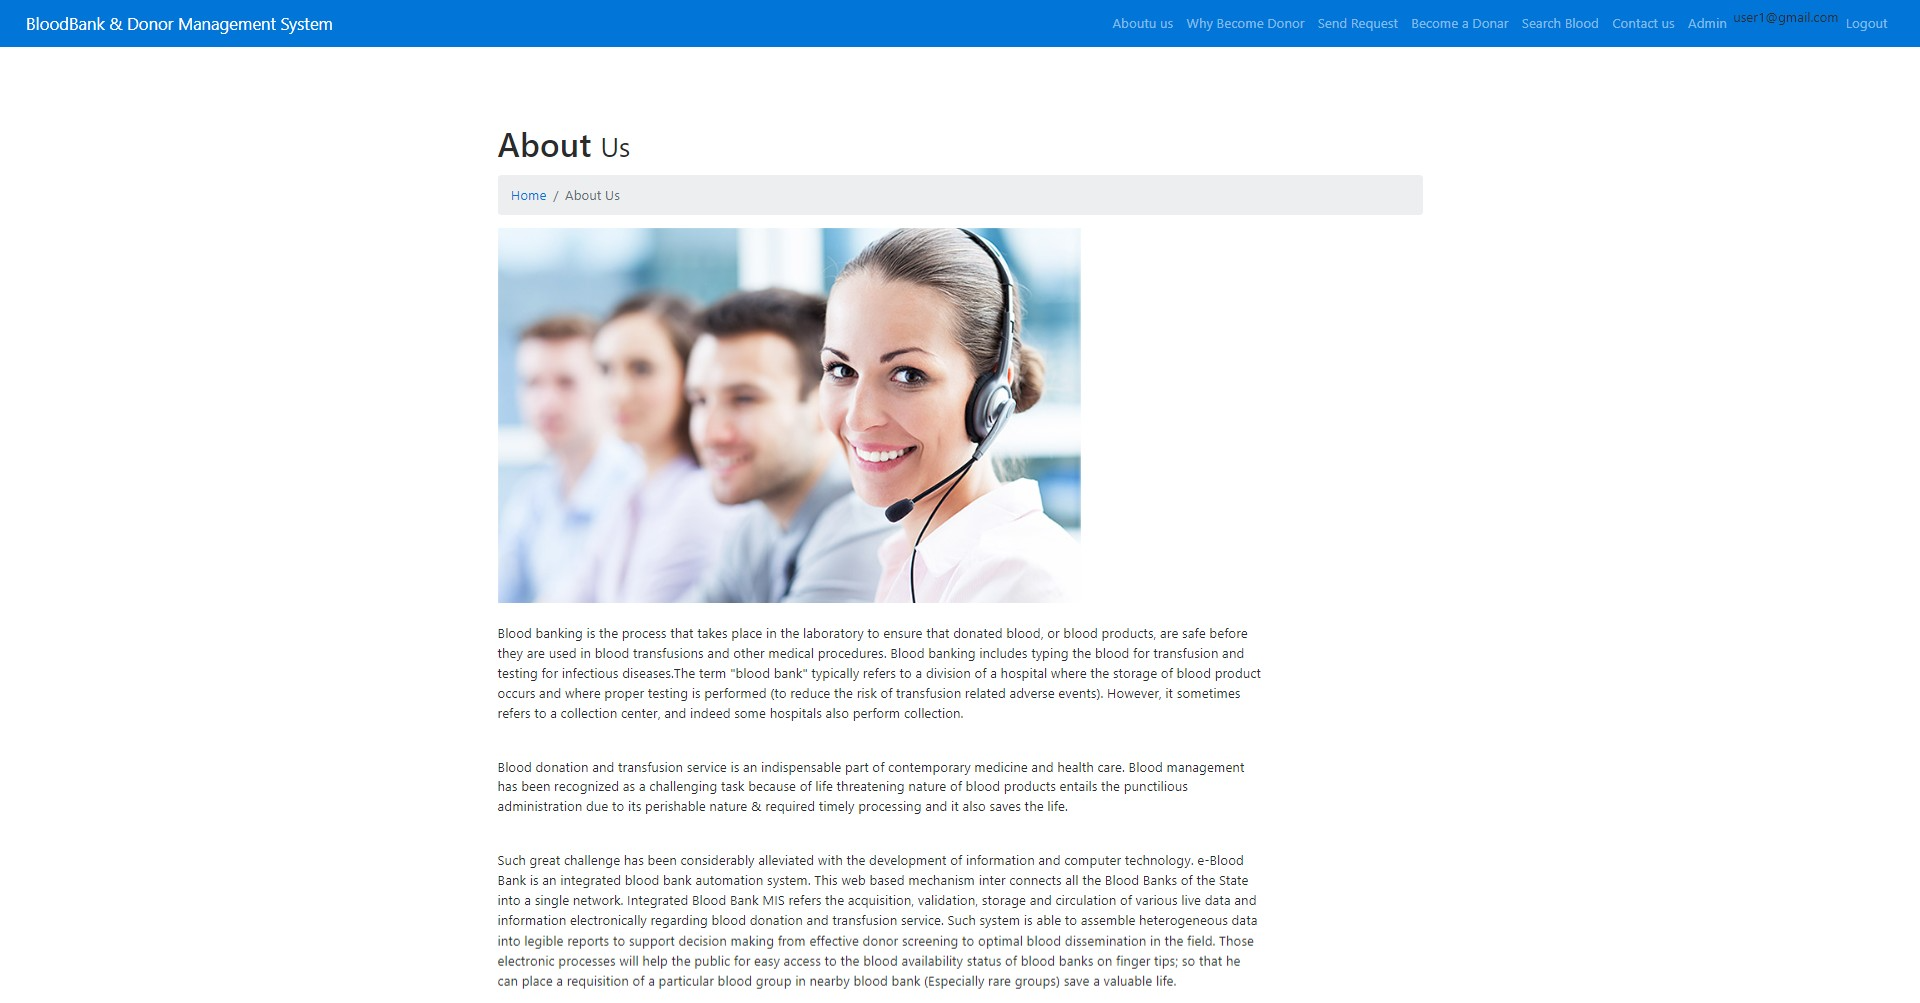 BloodBank & Donor Management System
Aboutu us Why Become Donor Send Request Become a Donar Search Blood Contact us Admin user1@gmail.com Logout
About Us
Home / About Us
Blood banking is the process that takes place in the laboratory to ensure that donated blood, or blood products, are safe before
they are used in blood transfusions and other medical procedures. Blood banking includes typing the blood for transfusion and
testing for infectious diseases.The term "blood bank" typically refers to a division of a hospital where the storage of blood product
occurs and where proper testing is performed (to reduce the risk of transfusion related adverse events). However, it sometimes
refers to a collection center, and indeed some hospitals also perform collection.
Blood donation and transfusion service is an indispensable part of contemporary medicine and health care. Blood management
has been recognized as a challenging task because of life threatening nature of blood products entails the punctilious
administration due to its perishable nature & required timely processing and it also saves the life.
Such great challenge has been considerably alleviated with the development of information and computer technology. e-Blood
Bank is an integrated blood bank automation system. This web based mechanism inter connects all the Blood Banks of the State
into a single network. Integrated Blood Bank MIS refers the acquisition, validation, storage and circulation of various live data and
information electronically regarding blood donation and transfusion service. Such system is able to assemble heterogeneous data
into legible reports to support decision making from effective donor screening to optimal blood dissemination in the field. Those
electronic processes will help the public for easy access to the blood availability status of blood banks on finger tips; so that he
can place a requisition of a particular blood group in nearby blood bank (Especially rare groups) save a valuable life.